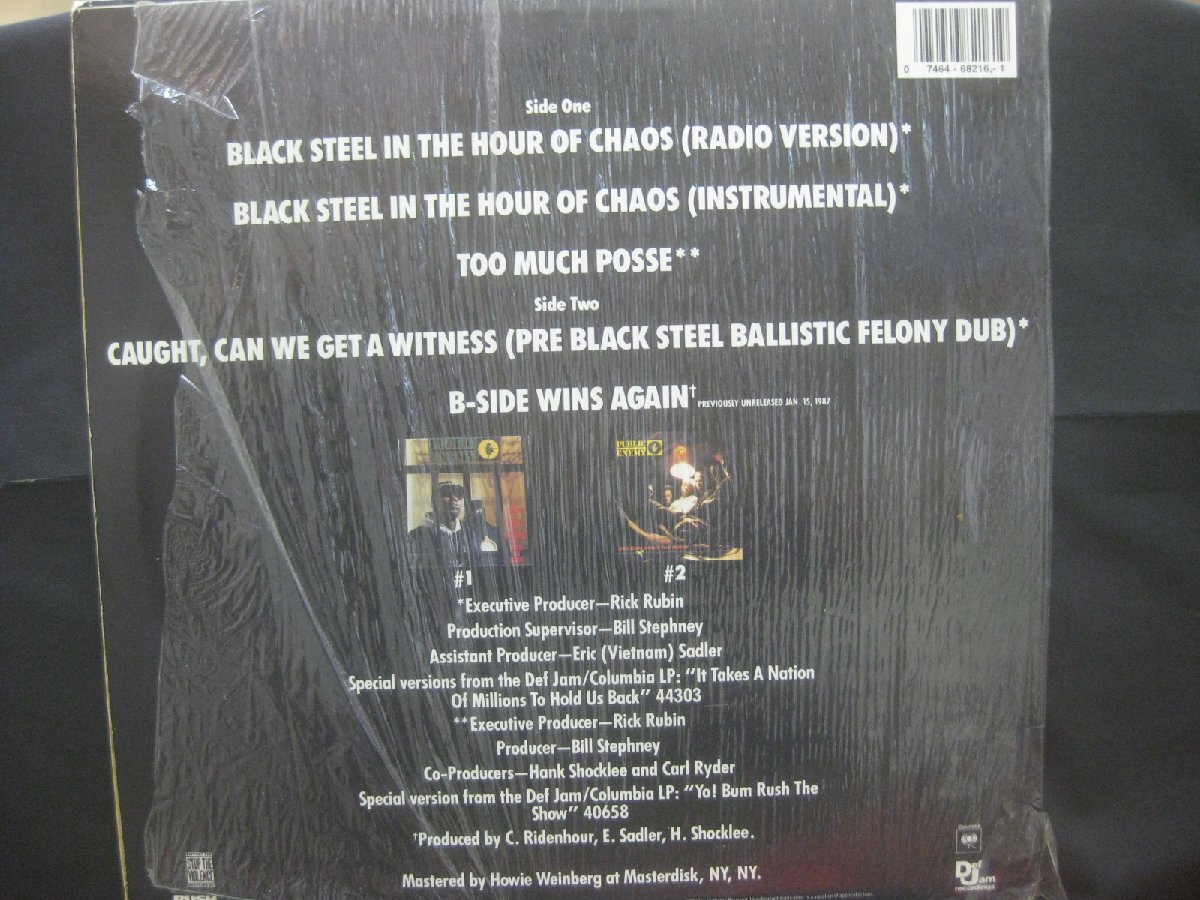 0 7464-68216-1
Side One
BLACK STEEL IN THE HOUR OF CHAOS (RADIO VERSION)*
BLACK STEEL IN THE HOUR OF CHAOS (INSTRUMENTAL)*
TOO MUCH POSSE**
Side Two
CAUGHT, CAN WE GET A WITNESS (PRE BLACK STEEL BALLISTIC FELONY DUB)*
B-SIDE WINS AGAIN† PREVIOUSLY UNRELEASED JAN. 15, 1987
PUBLIC
ENEMY
#1
#2
*Executive Producer—Rick Rubin
Production Supervisor—Bill Stephney
Assistant Producer—Eric (Vietnam) Sadler
Special versions from the Def Jam/Columbia LP: "It Takes A Nation
Of Millions To Hold Us Back" 44303
**Executive Producer—Rick Rubin
Producer—Bill Stephney
Co-Producers—Hank Shocklee and Carl Ryder
Special version from the Def Jam/Columbia LP: "Yo! Bum Rush The
Show" 40658
†Produced by C. Ridenhour, E. Sadler, H. Shocklee.
Mastered by Howie Weinberg at Masterdisk, NY, NY.
STOP THE
VIOLENCE
Columbia
Def
Jam
recordings